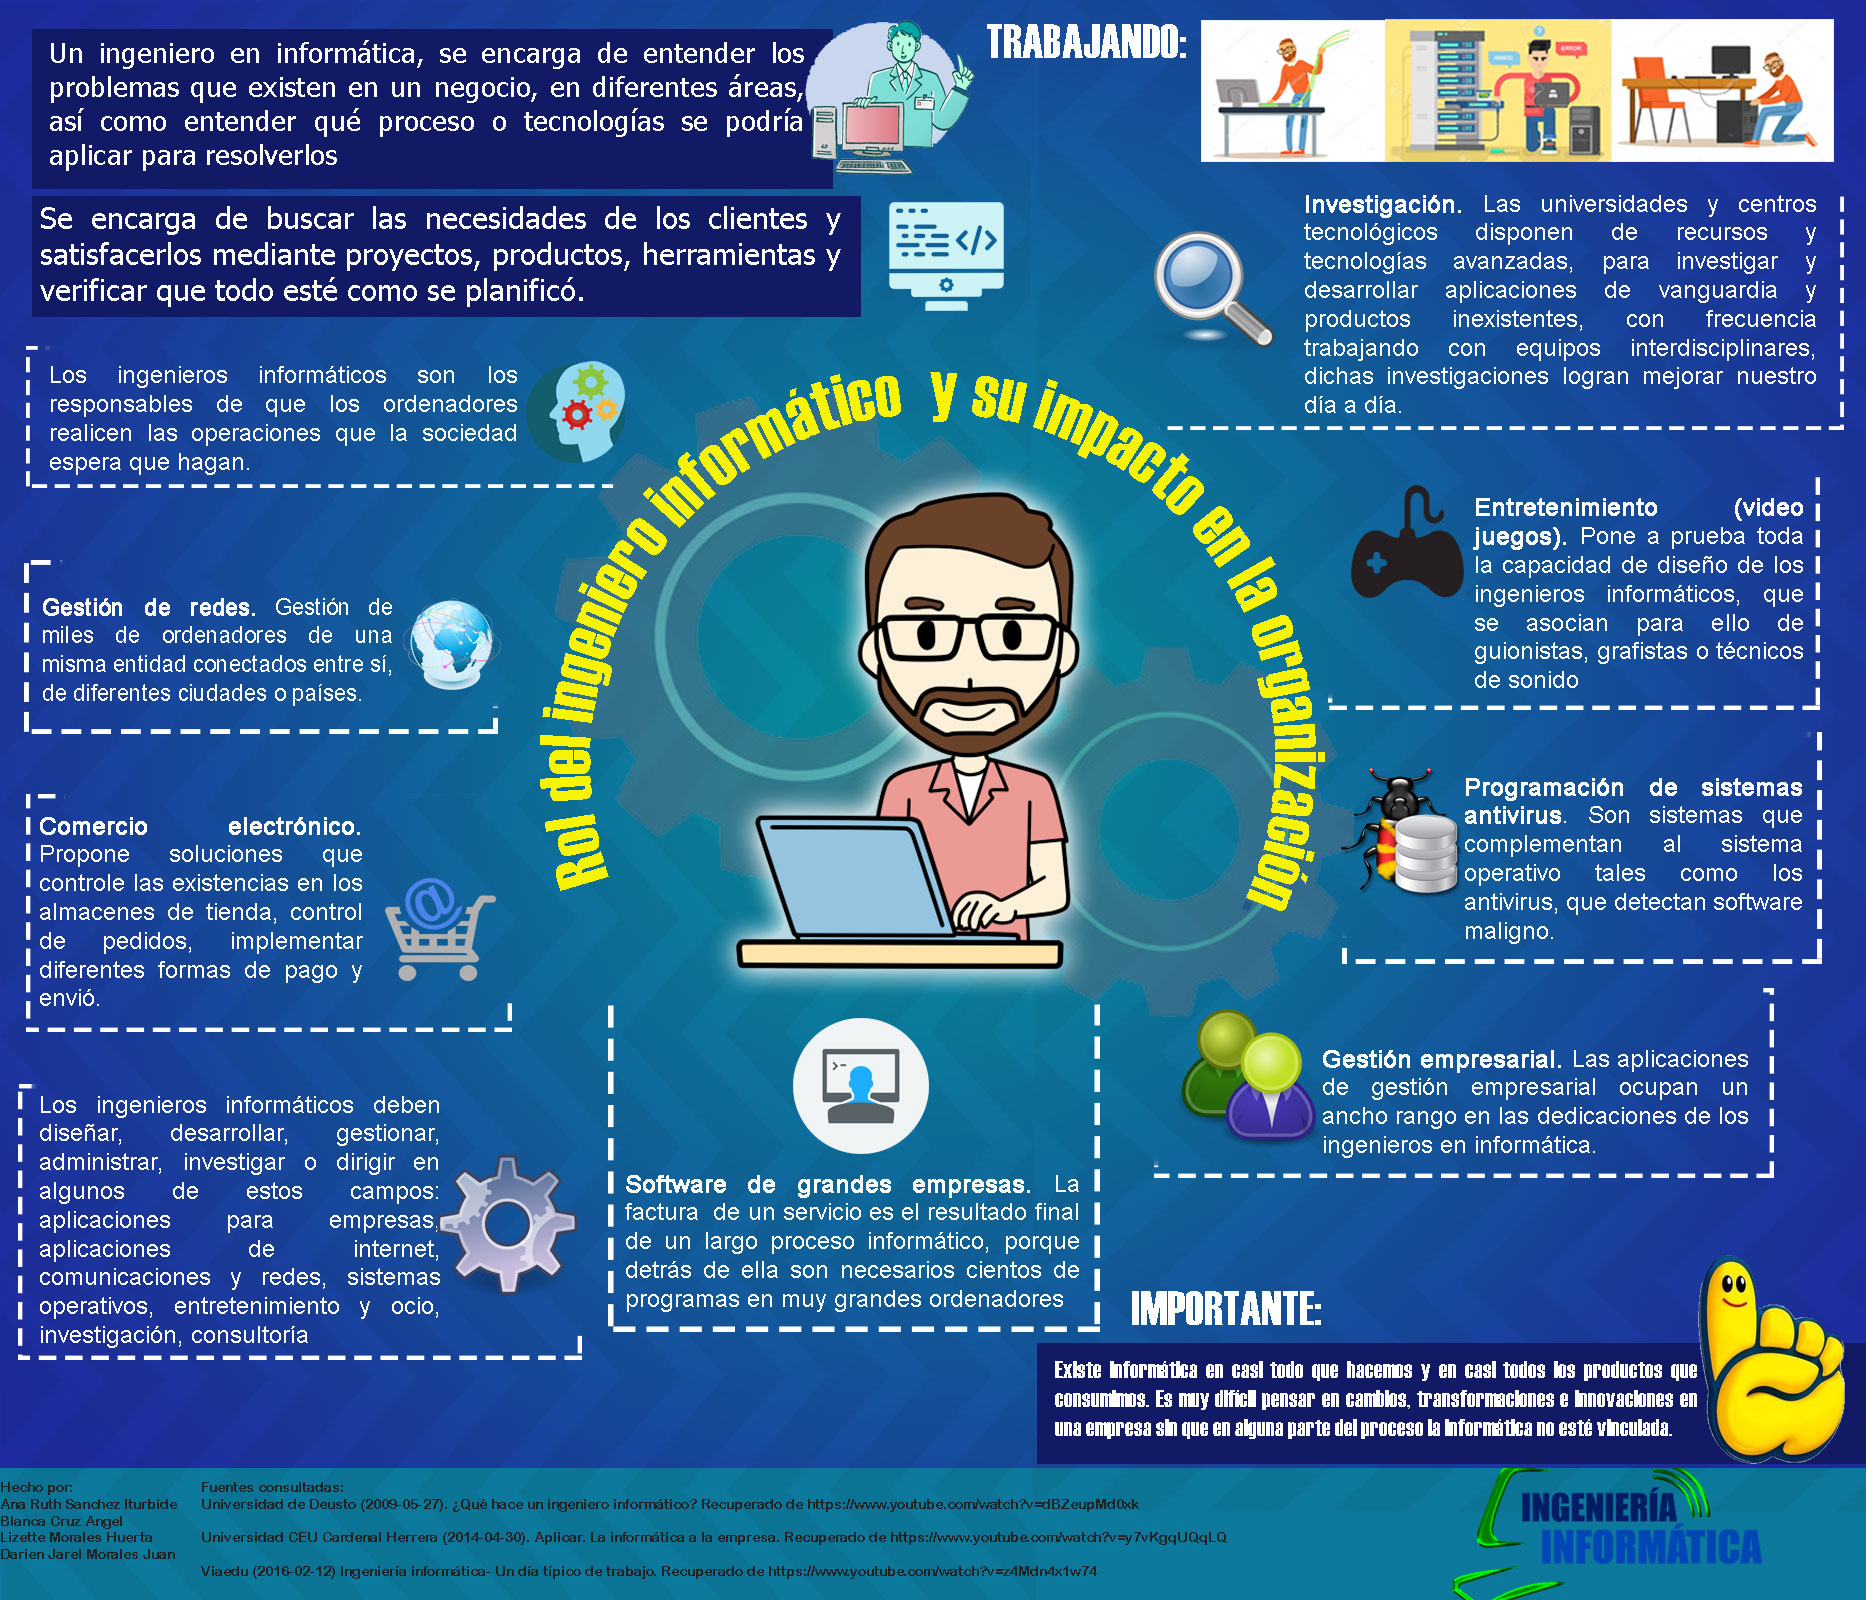 Un ingeniero en informática, se encarga de entender los
problemas que existen en un negocio, en diferentes áreas,
así como entender qué proceso o tecnologías se podría
aplicar para resolverlos
TRABAJANDO:
ERROR
Se encarga de buscar las necesidades de los clientes y
satisfacerlos mediante proyectos, productos, herramientas y
verificar que todo esté como se planificó.
</>
Investigación. Las universidades y centros
tecnológicos disponen de recursos y
tecnologías avanzadas, para investigar y
desarrollar aplicaciones de vanguardia y
productos inexistentes, con frecuencia
trabajando con equipos interdisciplinares,
dichas investigaciones logran mejorar nuestro
día a día.
Los ingenieros informáticos son los
responsables de que los ordenadores
realicen las operaciones que la sociedad
espera que hagan.
Rol del ingeniero informático y su impacto en la organización
Entretenimiento (video
juegos). Pone a prueba toda
la capacidad de diseño de los
ingenieros informáticos, que
se asocian para ello de
guionistas, grafistas o técnicos
de sonido
Gestión de redes. Gestión de
miles de ordenadores de una
misma entidad conectados entre sí,
de diferentes ciudades o países.
Programación de sistemas
antivirus. Son sistemas que
complementan al sistema
operativo tales como los
antivirus, que detectan software
maligno.
Comercio electrónico.
Propone soluciones que
controle las existencias en los
almacenes de tienda, control
de pedidos, implementar
diferentes formas de pago y
envió.
@
Gestión empresarial. Las aplicaciones
de gestión empresarial ocupan un
ancho rango en las dedicaciones de los
ingenieros en informática.
Los ingenieros informáticos deben
diseñar, desarrollar, gestionar,
administrar, investigar o dirigir en
algunos de estos campos:
aplicaciones para empresas,
aplicaciones de internet,
comunicaciones y redes, sistemas
operativos, entretenimiento y ocio,
investigación, consultoría
Software de grandes empresas. La
factura de un servicio es el resultado final
de un largo proceso informático, porque
detrás de ella son necesarios cientos de
programas en muy grandes ordenadores
IMPORTANTE:
Existe informática en casi todo que hacemos y en casi todos los productos que
consumimos. Es muy difícil pensar en cambios, transformaciones e innovaciones en
una empresa sin que en alguna parte del proceso la informática no esté vinculada.
Hecho por:
Ana Ruth Sanchez Iturbide
Blanca Cruz Angel
Lizette Morales Huerta
Darien Jarel Morales Juan
Fuentes consultadas:
Universidad de Deusto (2009-05-27). ¿Qué hace un ingeniero informático? Recuperado de https://www.youtube.com/watch?v=dBZeupMd0xk
Universidad CEU Cardenal Herrera (2014-04-30). Aplicar. La informática a la empresa. Recuperado de https://www.youtube.com/watch?v=y7vKgqUQqLQ
Viaedu (2016-02-12) Ingeniería informática- Un día típico de trabajo. Recuperado de https://www.youtube.com/watch?v=z4Mdn4x1w74
INGENIERÍA
INFORMÁTICA